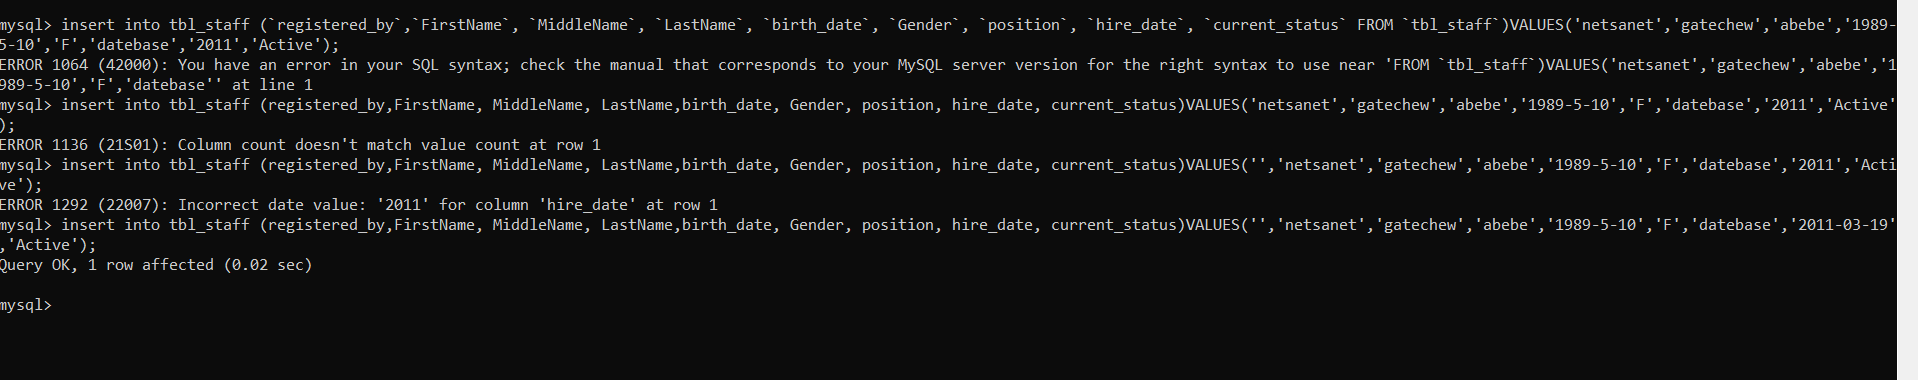 mysql> insert into tbl_staff (`registered_by`,`FirstName`, `MiddleName`, `LastName`, `birth_date`, `Gender`, `position`, `hire_date`, `current_status` FROM `tbl_staff`)VALUES('netsanet','gatechew','abebe','1989-
5-10','F','datebase','2011','Active');
ERROR 1064 (42000): You have an error in your SQL syntax; check the manual that corresponds to your MySQL server version for the right syntax to use near 'FROM `tbl_staff`)VALUES('netsanet','gatechew','abebe','1
989-5-10','F','datebase'' at line 1
mysql> insert into tbl_staff (registered_by,FirstName, MiddleName, LastName,birth_date, Gender, position, hire_date, current_status)VALUES('netsanet','gatechew','abebe','1989-5-10','F','datebase','2011','Active'
);
ERROR 1136 (21S01): Column count doesn't match value count at row 1
mysql> insert into tbl_staff (registered_by,FirstName, MiddleName, LastName,birth_date, Gender, position, hire_date, current_status)VALUES('','netsanet','gatechew','abebe','1989-5-10','F','datebase','2011','Acti
ve');
ERROR 1292 (22007): Incorrect date value: '2011' for column 'hire_date' at row 1
mysql> insert into tbl_staff (registered_by,FirstName, MiddleName, LastName,birth_date, Gender, position, hire_date, current_status)VALUES('','netsanet','gatechew','abebe','1989-5-10','F','datebase','2011-03-19'
,'Active');
Query OK, 1 row affected (0.02 sec)
mysql>